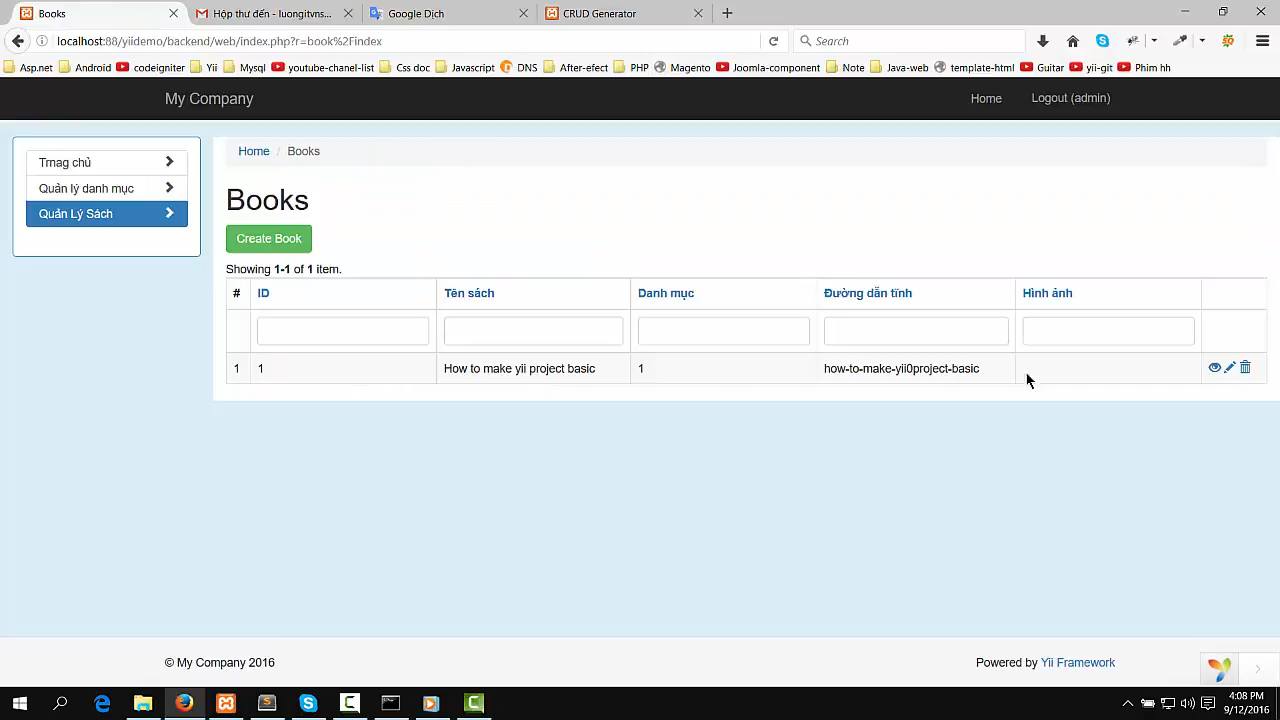 Books
Hộp thư đến - luongitvns...
Google Dịch
CRUD Generator
localhost:88/yiidemo/backend/web/index.php?r=book%2Findex
Search
Asp.net
Android
codeigniter
Yii
Mysql
youtube-chanel-list
Css doc
Javascript
DNS
After-efect
PHP
Magento
Joomla-component
Note
Java-web
template-html
Guitar
yii-git
Phim hh
My Company
Home
Logout (admin)
Trnag chủ
Quản lý danh mục
Quản Lý Sách
Home / Books
Books
Create Book
Showing 1-1 of 1 item.
# ID Tên sách Danh mục Đường dẫn tĩnh Hình ảnh
1 1 How to make yii project basic 1 how-to-make-yii0project-basic
© My Company 2016
Powered by Yii Framework
4:08 PM
9/12/2016